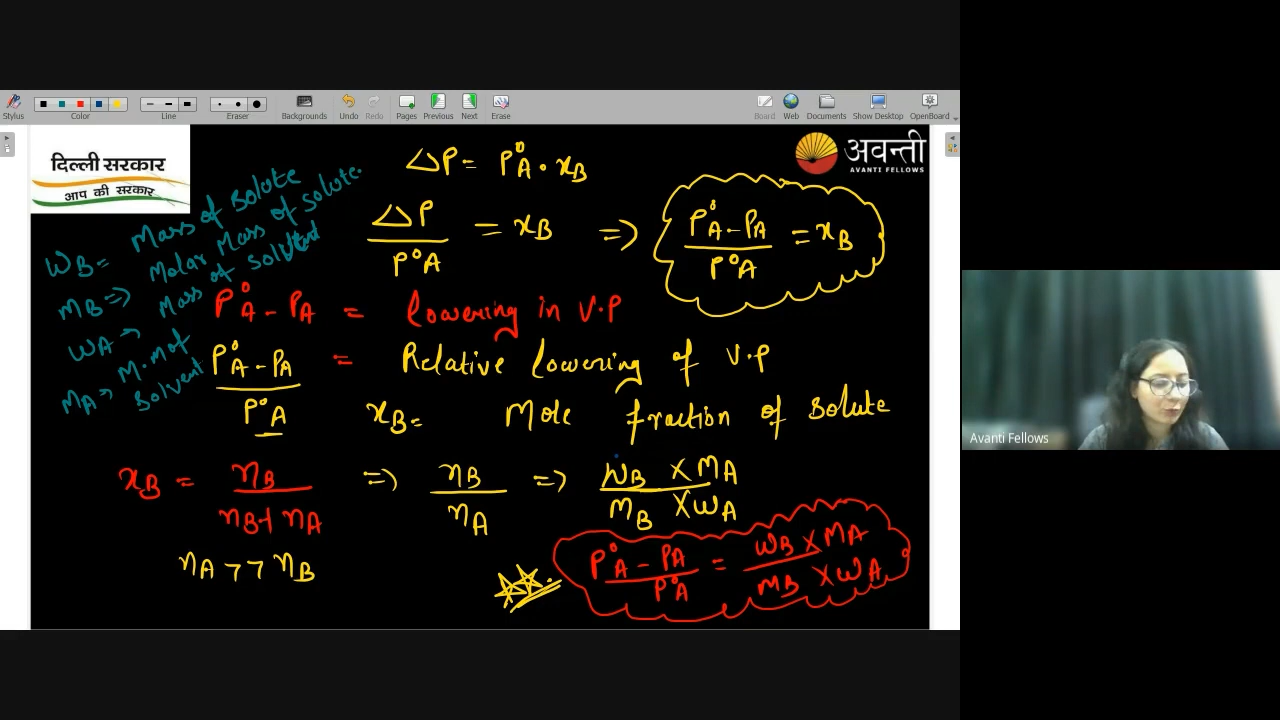 Stylus
Color
Line
Eraser
Backgrounds
Undo
Redo
Pages
Previous
Next
Erase
Board
Web
Documents
Show Desktop
OpenBoard
दिल्ली सरकार
आप की सरकार
अवन्ती
AVANTI FELLOWS
ΔP = P°A · xB
ΔP / P°A = xB => P°A - PA / P°A = xB
WB = Mass of Solute
MB => Molar Mass of Solute.
WA -> Mass of Solvent
MA => M.M of Solvent
P°A - PA = lowering in V.P
P°A - PA / P°A = Relative lowering of V.P
xB = Mole fraction of Solute
xB = nB / nB + nA => nB / nA => WB × MA / MB × WA
nA >> nB
P°A - PA / P°A = WB × MA / MB × WA
Avanti Fellows